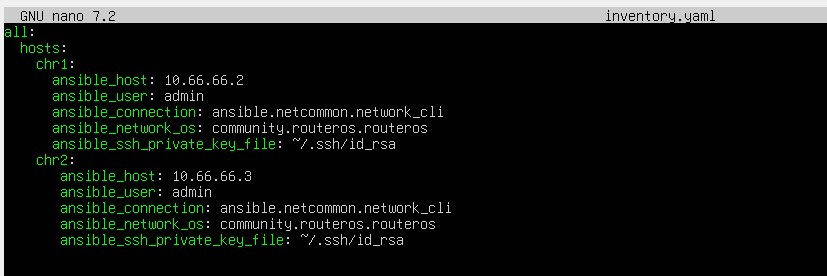 GNU nano 7.2 inventory.yaml
all:
  hosts:
    chr1:
      ansible_host: 10.66.66.2
      ansible_user: admin
      ansible_connection: ansible.netcommon.network_cli
      ansible_network_os: community.routeros.routeros
      ansible_ssh_private_key_file: ~/.ssh/id_rsa
    chr2:
       ansible_host: 10.66.66.3
       ansible_user: admin
       ansible_connection: ansible.netcommon.network_cli
       ansible_network_os: community.routeros.routeros
       ansible_ssh_private_key_file: ~/.ssh/id_rsa